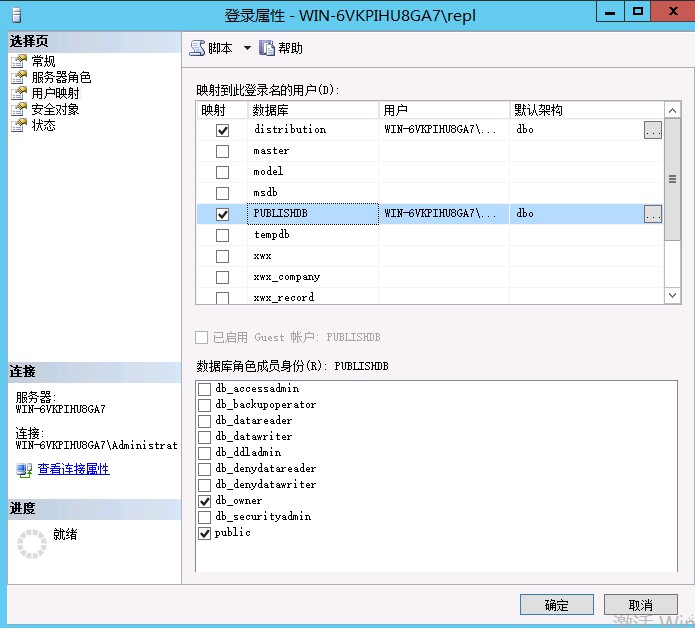 登录属性 - WIN-6VKPIHU8GA7\repl
选择页
常规
服务器角色
用户映射
安全对象
状态
脚本 帮助
映射到此登录名的用户(D):
映射 数据库 用户 默认架构
distribution WIN-6VKPIHU8GA7\... dbo ...
master
model
msdb
PUBLISHDB WIN-6VKPIHU8GA7\... dbo ...
tempdb
xwx
xwx_company
xwx_record
已启用 Guest 帐户: PUBLISHDB
数据库角色成员身份(R): PUBLISHDB
db_accessadmin
db_backupoperator
db_datareader
db_datawriter
db_ddladmin
db_denydatareader
db_denydatawriter
db_owner
db_securityadmin
public
连接
服务器:
WIN-6VKPIHU8GA7
连接:
WIN-6VKPIHU8GA7\Administrat
查看连接属性
进度
就绪
确定 取消
激活 Win